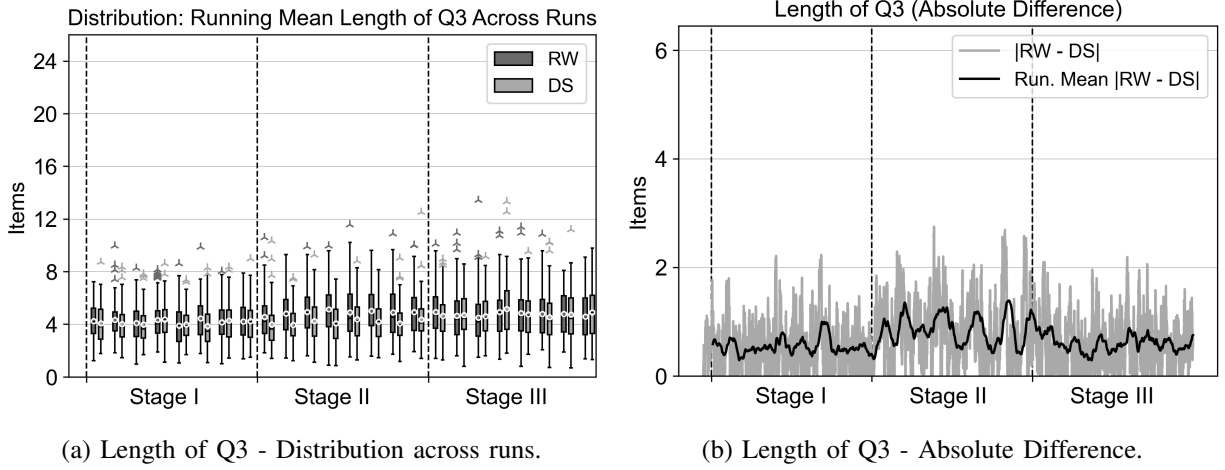 Distribution: Running Mean Length of Q3 Across Runs
24
20
16
12
8
4
0
Items
RW
DS
Stage I
Stage II
Stage III
(a) Length of Q3 - Distribution across runs.
Length of Q3 (Absolute Difference)
6
4
2
0
Items
|RW - DS|
Run. Mean |RW - DS|
Stage I
Stage II
Stage III
(b) Length of Q3 - Absolute Difference.